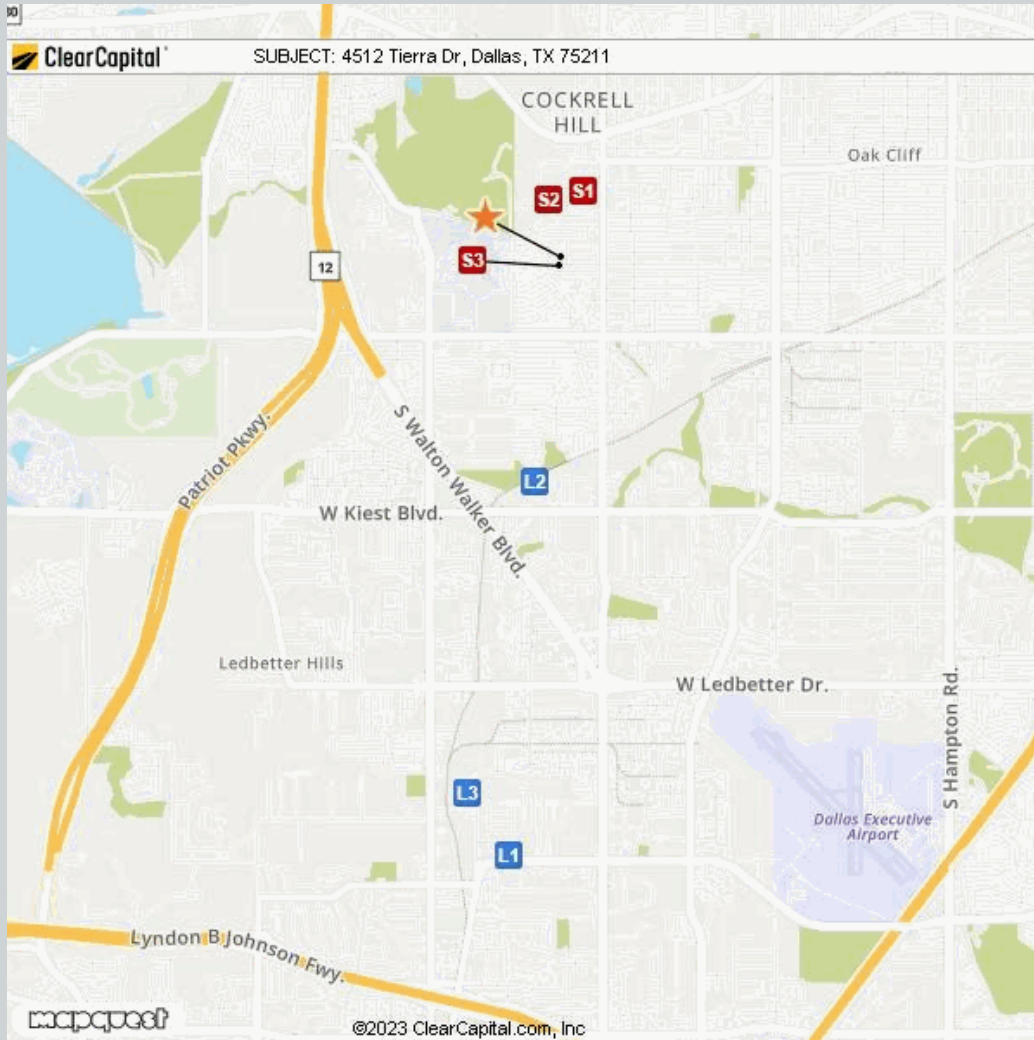 30
ClearCapital
SUBJECT: 4512 Tierra Dr, Dallas, TX 75211
COCKRELL
HILL
Oak Cliff
S2
S1
S3
12
S Walton Walker Blvd.
Patriot Pkwy.
L2
W Kiest Blvd.
Ledbetter Hills
W Ledbetter Dr.
S Hampton Rd.
L3
Dallas Executive
Airport
L1
Lyndon B Johnson Fwy.
mapquest
©2023 ClearCapital.com, Inc